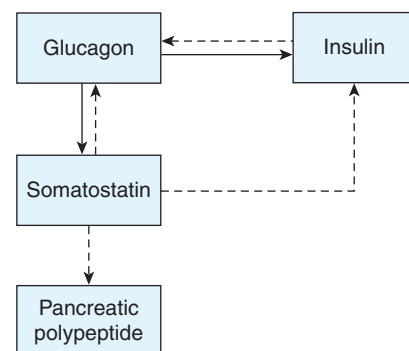 Glucagon
Insulin
Somatostatin
Pancreatic
polypeptide